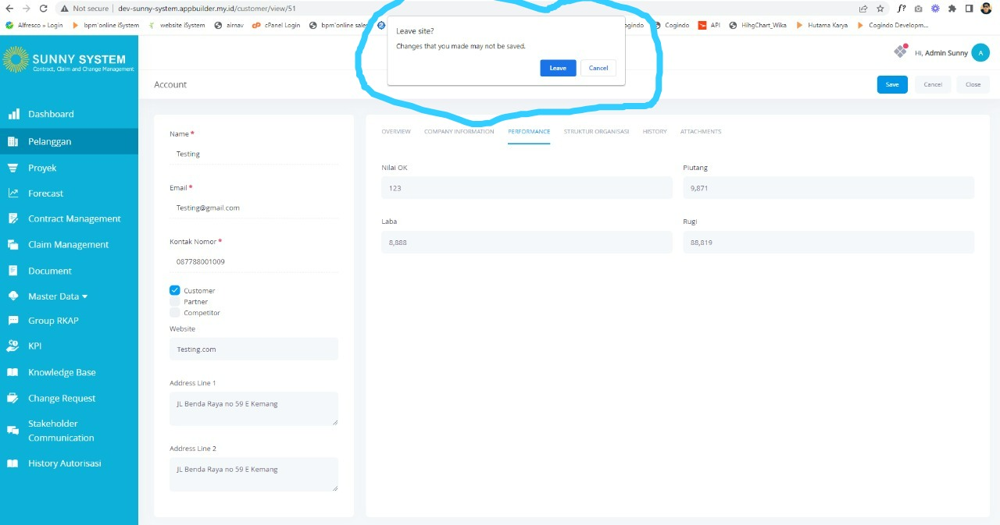 Not secure | dev-sunny-system.appbuilder.my.id/customer/view/51
Alfresco » Login
bpm'online iSystem
website iSystem
airnav
cPanel Login
bpm'online sales
ogindo
Cogindo
API
HihgChart_Wika
Hutama Karya
Cogindo Developm...
Leave site?
Changes that you made may not be saved.
Leave
Cancel
SUNNY SYSTEM
Contract, Claim and Change Management
Hi, Admin Sunny
A
Account
Save
Cancel
Close
Dashboard
Pelanggan
Proyek
Forecast
Contract Management
Claim Management
Document
Master Data
Group RKAP
KPI
Knowledge Base
Change Request
Stakeholder
Communication
History Autorisasi
Name *
Testing
Email *
Testing@gmail.com
Kontak Nomor *
087788001009
Customer
Partner
Competitor
Website
Testing.com
Address Line 1
JL Benda Raya no 59 E Kemang
Address Line 2
JL Benda Raya no 59 E Kemang
OVERVIEW
COMPANY INFORMATION
PERFORMANCE
STRUKTUR ORGANISASI
HISTORY
ATTACHMENTS
Nilai OK
123
Piutang
9,871
Laba
8,888
Rugi
88,819